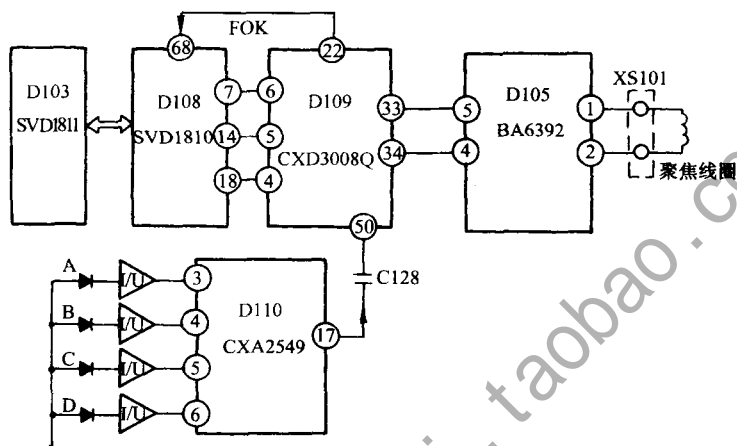 FOK
68
22
D103
SVD1811
D108
SVD1810
7
14
18
6
5
4
D109
CXD3008Q
33
34
5
4
D105
BA6392
1
2
XS101
聚焦线圈
50
C128
A
I/U
B
I/U
C
I/U
D
I/U
3
4
5
6
D110
CXA2549
17
.taobao.c